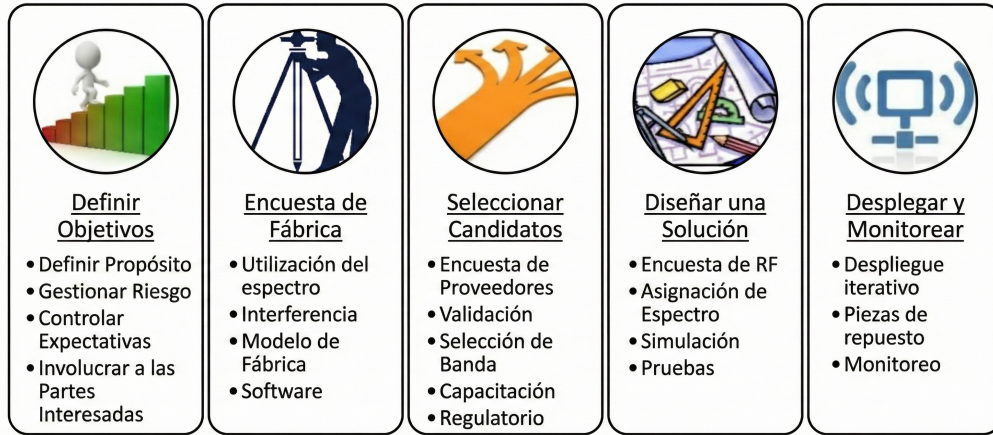 Definir
Objetivos
• Definir Propósito
• Gestionar Riesgo
• Controlar
Expectativas
• Involucrar a las
Partes
Interesadas
Encuesta de
Fábrica
• Utilización del
espectro
• Interferencia
• Modelo de
Fábrica
• Software
Seleccionar
Candidatos
• Encuesta de
Proveedores
• Validación
• Selección de
Banda
• Capacitación
• Regulatorio
Diseñar una
Solución
• Encuesta de RF
• Asignación de
Espectro
• Simulación
• Pruebas
Desplegar y
Monitorear
• Despliegue
iterativo
• Piezas de
repuesto
• Monitoreo